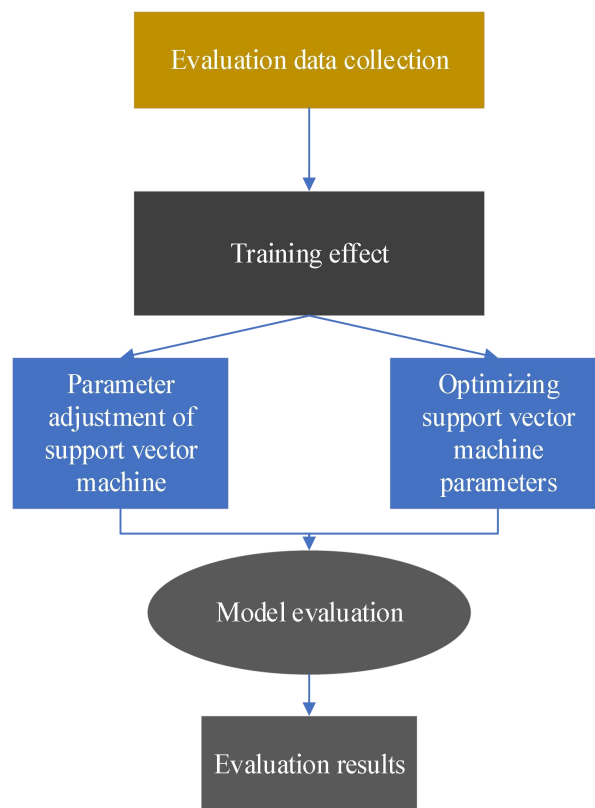 Evaluation data collection
Training effect
Parameter
adjustment of
support vector
machine
Optimizing
support vector
machine
parameters
Model evaluation
Evaluation results